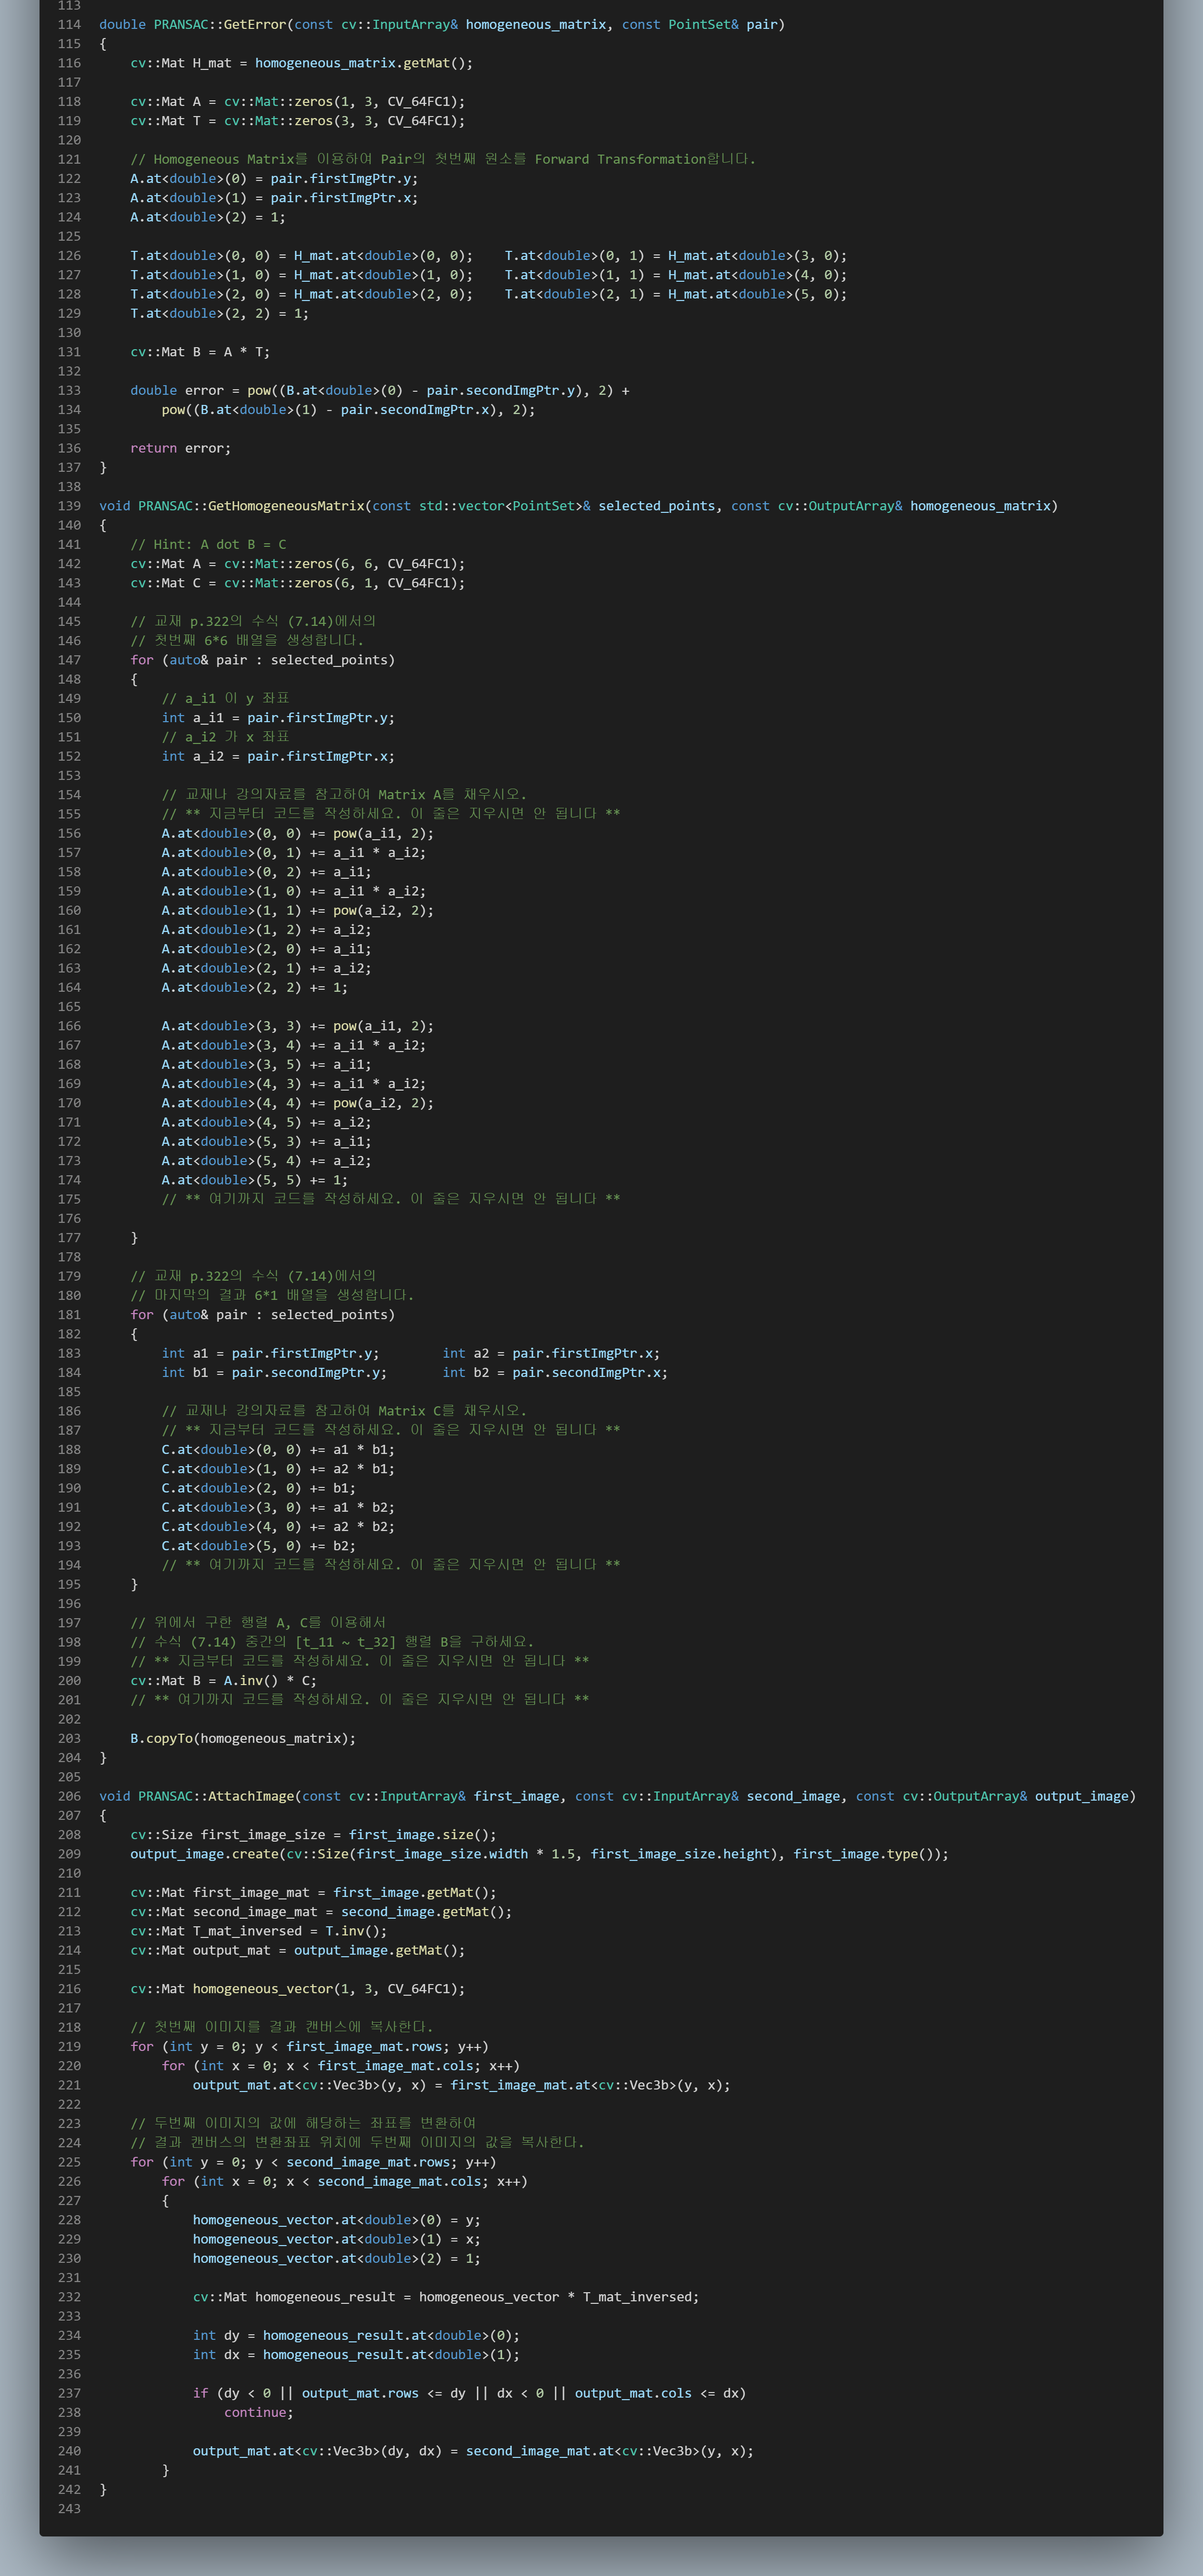 113
114 double PRANSAC::GetError(const cv::InputArray& homogeneous_matrix, const PointSet& pair)
115 {
116     cv::Mat H_mat = homogeneous_matrix.getMat();
117
118     cv::Mat A = cv::Mat::zeros(1, 3, CV_64FC1);
119     cv::Mat T = cv::Mat::zeros(3, 3, CV_64FC1);
120
121     // Homogeneous Matrix를 이용하여 Pair의 첫번째 원소를 Forward Transformation합니다.
122     A.at<double>(0) = pair.firstImgPtr.y;
123     A.at<double>(1) = pair.firstImgPtr.x;
124     A.at<double>(2) = 1;
125
126     T.at<double>(0, 0) = H_mat.at<double>(0, 0);    T.at<double>(0, 1) = H_mat.at<double>(3, 0);
127     T.at<double>(1, 0) = H_mat.at<double>(1, 0);    T.at<double>(1, 1) = H_mat.at<double>(4, 0);
128     T.at<double>(2, 0) = H_mat.at<double>(2, 0);    T.at<double>(2, 1) = H_mat.at<double>(5, 0);
129     T.at<double>(2, 2) = 1;
130
131     cv::Mat B = A * T;
132
133     double error = pow((B.at<double>(0) - pair.secondImgPtr.y), 2) +
134         pow((B.at<double>(1) - pair.secondImgPtr.x), 2);
135
136     return error;
137 }
138
139 void PRANSAC::GetHomogeneousMatrix(const std::vector<PointSet>& selected_points, const cv::OutputArray& homogeneous_matrix)
140 {
141     // Hint: A dot B = C
142     cv::Mat A = cv::Mat::zeros(6, 6, CV_64FC1);
143     cv::Mat C = cv::Mat::zeros(6, 1, CV_64FC1);
144
145     // 교재 p.322의 수식 (7.14)에서의
146     // 첫번째 6*6 배열을 생성합니다.
147     for (auto& pair : selected_points)
148     {
149         // a_i1 이 y 좌표
150         int a_i1 = pair.firstImgPtr.y;
151         // a_i2 가 x 좌표
152         int a_i2 = pair.firstImgPtr.x;
153
154         // 교재나 강의자료를 참고하여 Matrix A를 채우시오.
155         // ** 지금부터 코드를 작성하세요. 이 줄은 지우시면 안 됩니다 **
156         A.at<double>(0, 0) += pow(a_i1, 2);
157         A.at<double>(0, 1) += a_i1 * a_i2;
158         A.at<double>(0, 2) += a_i1;
159         A.at<double>(1, 0) += a_i1 * a_i2;
160         A.at<double>(1, 1) += pow(a_i2, 2);
161         A.at<double>(1, 2) += a_i2;
162         A.at<double>(2, 0) += a_i1;
163         A.at<double>(2, 1) += a_i2;
164         A.at<double>(2, 2) += 1;
165
166         A.at<double>(3, 3) += pow(a_i1, 2);
167         A.at<double>(3, 4) += a_i1 * a_i2;
168         A.at<double>(3, 5) += a_i1;
169         A.at<double>(4, 3) += a_i1 * a_i2;
170         A.at<double>(4, 4) += pow(a_i2, 2);
171         A.at<double>(4, 5) += a_i2;
172         A.at<double>(5, 3) += a_i1;
173         A.at<double>(5, 4) += a_i2;
174         A.at<double>(5, 5) += 1;
175         // ** 여기까지 코드를 작성하세요. 이 줄은 지우시면 안 됩니다 **
176
177     }
178
179     // 교재 p.322의 수식 (7.14)에서의
180     // 마지막의 결과 6*1 배열을 생성합니다.
181     for (auto& pair : selected_points)
182     {
183         int a1 = pair.firstImgPtr.y;        int a2 = pair.firstImgPtr.x;
184         int b1 = pair.secondImgPtr.y;       int b2 = pair.secondImgPtr.x;
185
186         // 교재나 강의자료를 참고하여 Matrix C를 채우시오.
187         // ** 지금부터 코드를 작성하세요. 이 줄은 지우시면 안 됩니다 **
188         C.at<double>(0, 0) += a1 * b1;
189         C.at<double>(1, 0) += a2 * b1;
190         C.at<double>(2, 0) += b1;
191         C.at<double>(3, 0) += a1 * b2;
192         C.at<double>(4, 0) += a2 * b2;
193         C.at<double>(5, 0) += b2;
194         // ** 여기까지 코드를 작성하세요. 이 줄은 지우시면 안 됩니다 **
195     }
196
197     // 위에서 구한 행렬 A, C를 이용해서
198     // 수식 (7.14) 중간의 [t_11 ~ t_32] 행렬 B을 구하세요.
199     // ** 지금부터 코드를 작성하세요. 이 줄은 지우시면 안 됩니다 **
200     cv::Mat B = A.inv() * C;
201     // ** 여기까지 코드를 작성하세요. 이 줄은 지우시면 안 됩니다 **
202
203     B.copyTo(homogeneous_matrix);
204 }
205
206 void PRANSAC::AttachImage(const cv::InputArray& first_image, const cv::InputArray& second_image, const cv::OutputArray& output_image)
207 {
208     cv::Size first_image_size = first_image.size();
209     output_image.create(cv::Size(first_image_size.width * 1.5, first_image_size.height), first_image.type());
210
211     cv::Mat first_image_mat = first_image.getMat();
212     cv::Mat second_image_mat = second_image.getMat();
213     cv::Mat T_mat_inversed = T.inv();
214     cv::Mat output_mat = output_image.getMat();
215
216     cv::Mat homogeneous_vector(1, 3, CV_64FC1);
217
218     // 첫번째 이미지를 결과 캔버스에 복사한다.
219     for (int y = 0; y < first_image_mat.rows; y++)
220         for (int x = 0; x < first_image_mat.cols; x++)
221             output_mat.at<cv::Vec3b>(y, x) = first_image_mat.at<cv::Vec3b>(y, x);
222
223     // 두번째 이미지의 값에 해당하는 좌표를 변환하여
224     // 결과 캔버스의 변환좌표 위치에 두번째 이미지의 값을 복사한다.
225     for (int y = 0; y < second_image_mat.rows; y++)
226         for (int x = 0; x < second_image_mat.cols; x++)
227         {
228             homogeneous_vector.at<double>(0) = y;
229             homogeneous_vector.at<double>(1) = x;
230             homogeneous_vector.at<double>(2) = 1;
231
232             cv::Mat homogeneous_result = homogeneous_vector * T_mat_inversed;
233
234             int dy = homogeneous_result.at<double>(0);
235             int dx = homogeneous_result.at<double>(1);
236
237             if (dy < 0 || output_mat.rows <= dy || dx < 0 || output_mat.cols <= dx)
238                 continue;
239
240             output_mat.at<cv::Vec3b>(dy, dx) = second_image_mat.at<cv::Vec3b>(y, x);
241         }
242 }
243